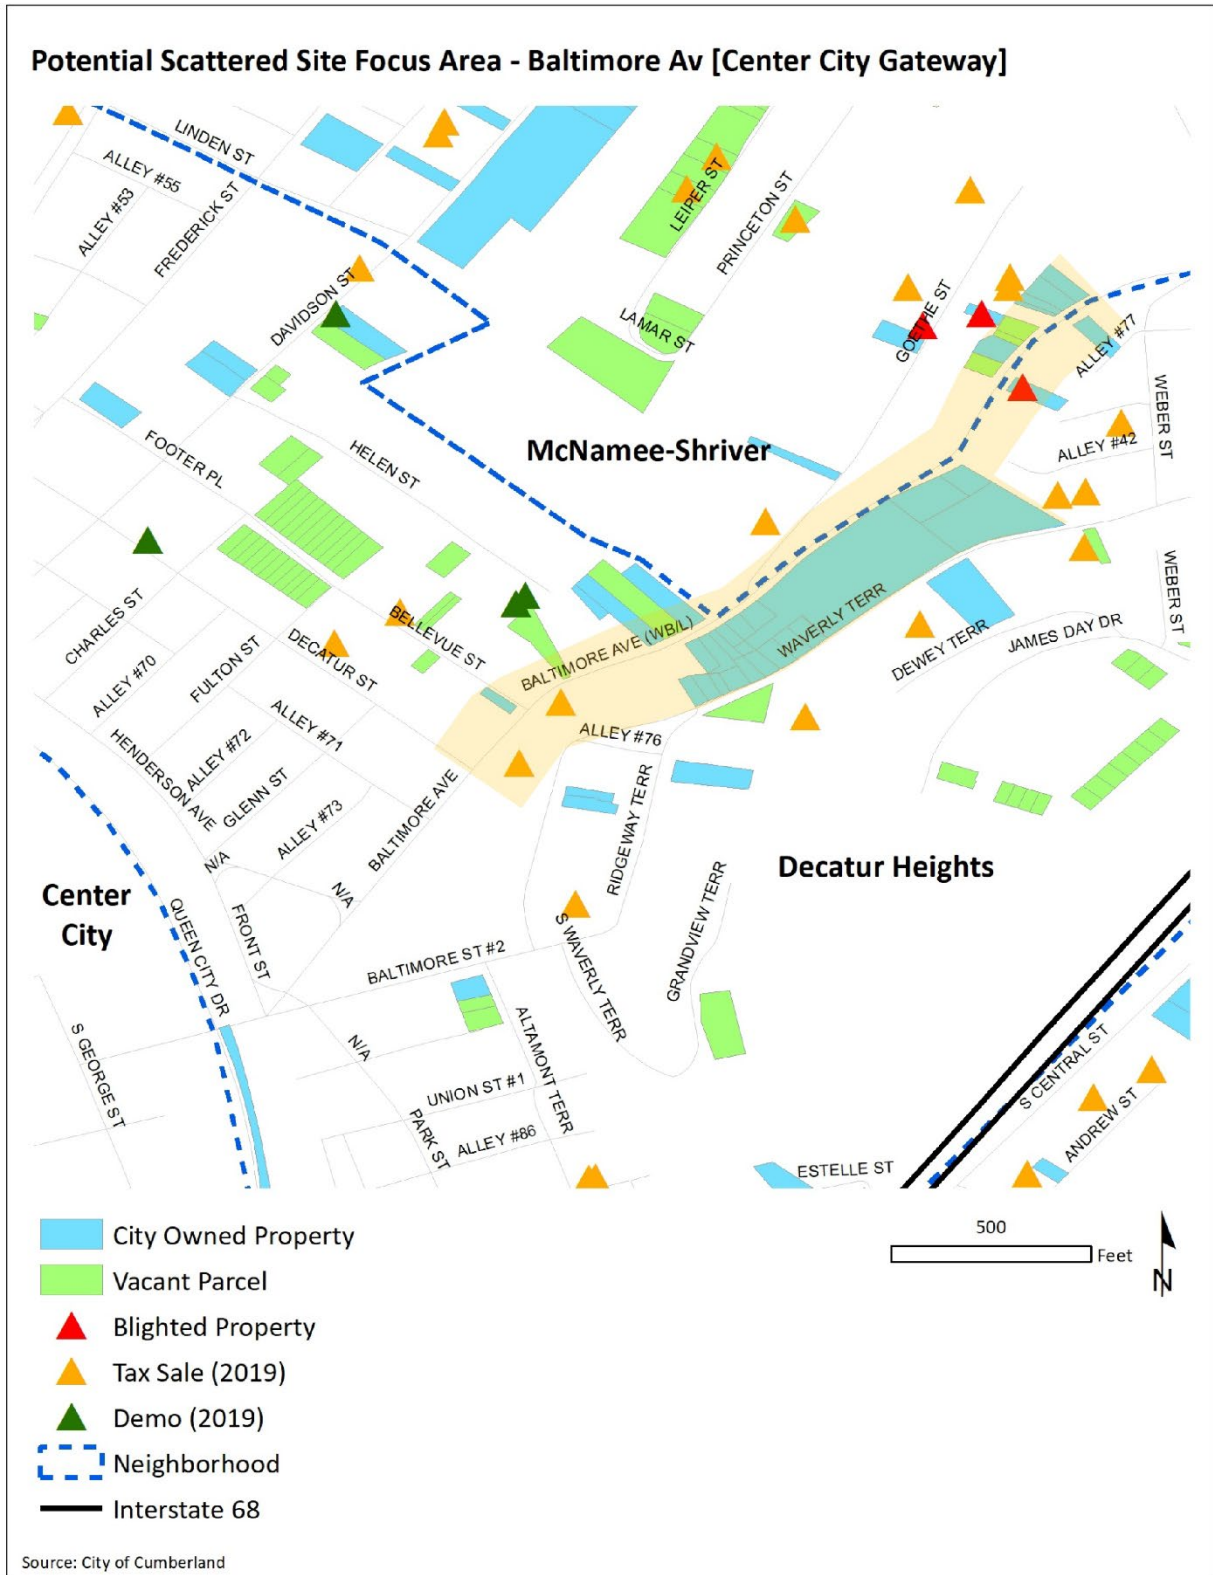 Potential Scattered Site Focus Area - Baltimore Av [Center City Gateway]
LINDEN ST
ALLEY #55
ALLEY #53
FREDERICK ST
LEIPER ST
PRINCETON ST
DAVIDSON ST
LAMAR ST
GOETHE ST
ALLEY #77
WEBER ST
ALLEY #42
FOOTER PL
HELEN ST
McNamee-Shriver
CHARLES ST
BELLEVUE ST
BALTIMORE AVE (WB/L)
WAVERLY TERR
DEWEY TERR
JAMES DAY DR
WEBER ST
ALLEY #70
FULTON ST
DECATUR ST
ALLEY #71
ALLEY #76
HENDERSON AVE
ALLEY #72
GLENN ST
ALLEY #73
BALTIMORE AVE
RIDGEWAY TERR
N/A
N/A
Decatur Heights
Center
City
QUEEN CITY DR
FRONT ST
BALTIMORE ST #2
S WAVERLY TERR
GRANDVIEW TERR
S GEORGE ST
N/A
ALTAMONT TERR
UNION ST #1
PARK ST
ALLEY #86
S CENTRAL ST
ANDREW ST
ESTELLE ST
City Owned Property
Vacant Parcel
Blighted Property
Tax Sale (2019)
Demo (2019)
Neighborhood
Interstate 68
500
Feet
N
Source: City of Cumberland